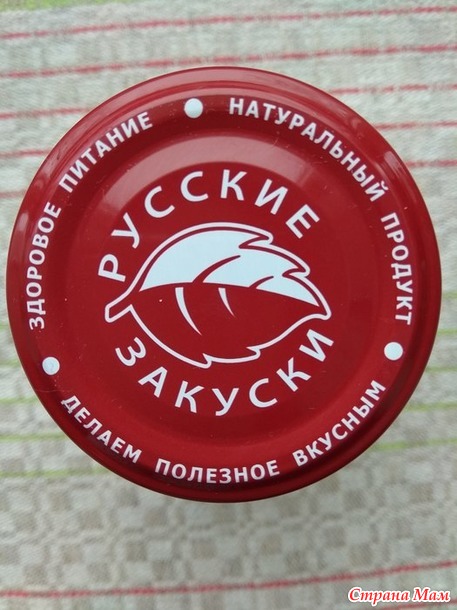 ЗДОРОВОЕ ПИТАНИЕ
НАТУРАЛЬНЫЙ ПРОДУКТ
РУССКИЕ
ЗАКУСКИ
ДЕЛАЕМ ПОЛЕЗНОЕ ВКУСНЫМ
Страна Мам